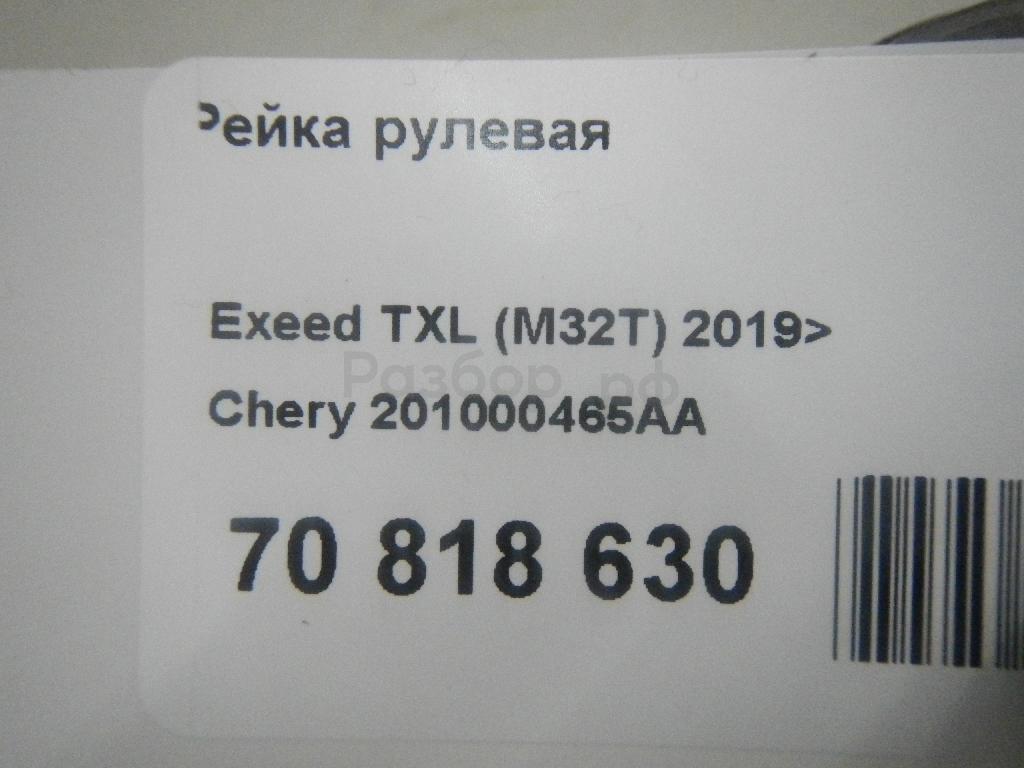 Рейка рулевая
Exeed TXL (M32T) 2019>
Разбор.рф
Chery 201000465AA
70 818 630